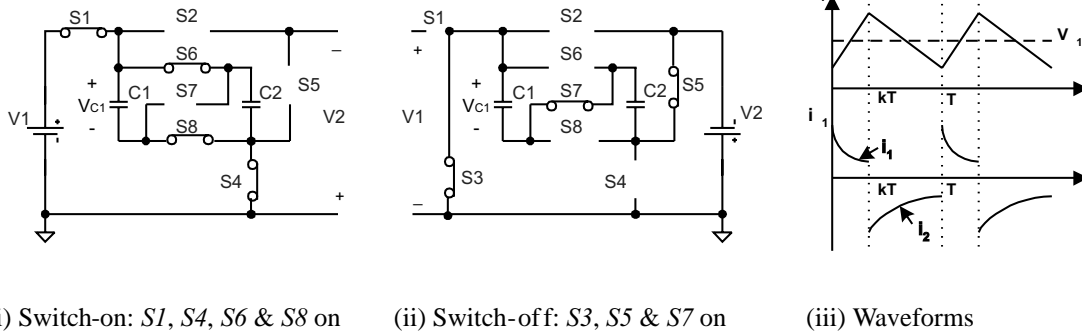 S1
S2
–
S6
S5
+
C1
S7
C2
VC1
V1
V2
-
S8
S4
+
S1
S2
+
S6
S5
+
C1
S7
C2
VC1
V1
V2
-
S8
S3
S4
–
V 1
kT
T
i 1
i1
kT
T
i2
i) Switch-on: S1, S4, S6 & S8 on
(ii) Switch-off: S3, S5 & S7 on
(iii) Waveforms